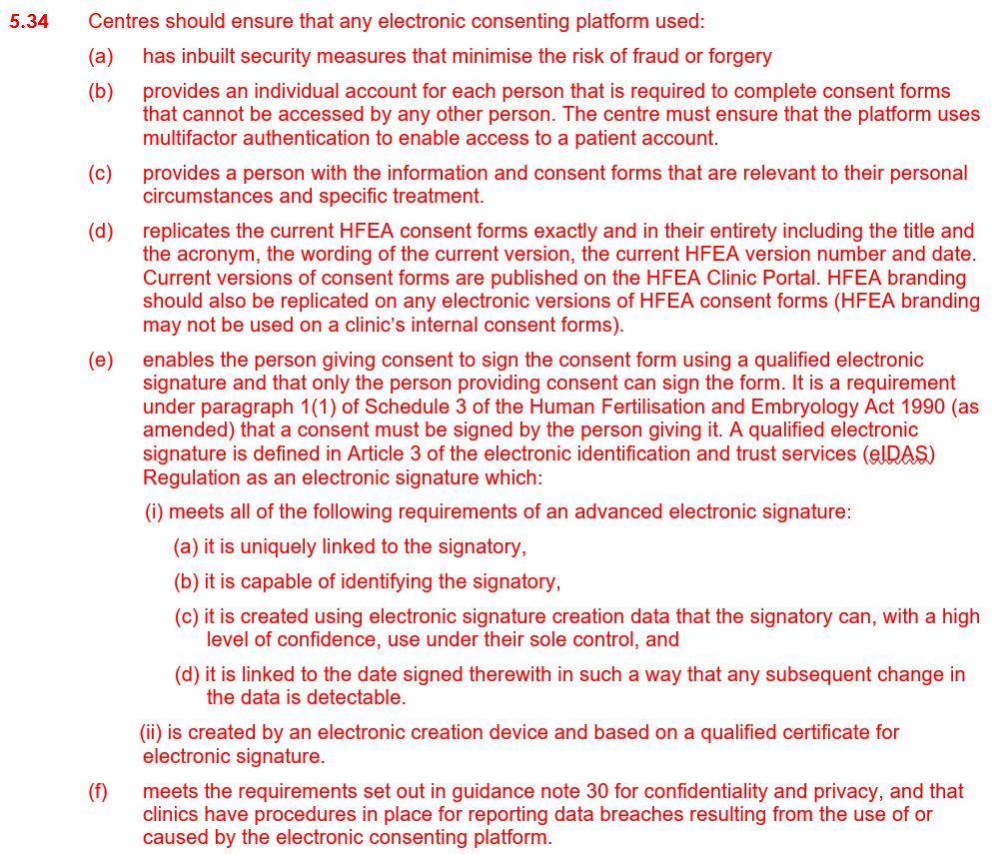 5.34 Centres should ensure that any electronic consenting platform used:
(a) has inbuilt security measures that minimise the risk of fraud or forgery
(b) provides an individual account for each person that is required to complete consent forms
that cannot be accessed by any other person. The centre must ensure that the platform uses
multifactor authentication to enable access to a patient account.
(c) provides a person with the information and consent forms that are relevant to their personal
circumstances and specific treatment.
(d) replicates the current HFEA consent forms exactly and in their entirety including the title and
the acronym, the wording of the current version, the current HFEA version number and date.
Current versions of consent forms are published on the HFEA Clinic Portal. HFEA branding
should also be replicated on any electronic versions of HFEA consent forms (HFEA branding
may not be used on a clinic's internal consent forms).
(e) enables the person giving consent to sign the consent form using a qualified electronic
signature and that only the person providing consent can sign the form. It is a requirement
under paragraph 1(1) of Schedule 3 of the Human Fertilisation and Embryology Act 1990 (as
amended) that a consent must be signed by the person giving it. A qualified electronic
signature is defined in Article 3 of the electronic identification and trust services (eIDAS)
Regulation as an electronic signature which:
(i) meets all of the following requirements of an advanced electronic signature:
(a) it is uniquely linked to the signatory,
(b) it is capable of identifying the signatory,
(c) it is created using electronic signature creation data that the signatory can, with a high
level of confidence, use under their sole control, and
(d) it is linked to the date signed therewith in such a way that any subsequent change in
the data is detectable.
(ii) is created by an electronic creation device and based on a qualified certificate for
electronic signature.
(f) meets the requirements set out in guidance note 30 for confidentiality and privacy, and that
clinics have procedures in place for reporting data breaches resulting from the use of or
caused by the electronic consenting platform.